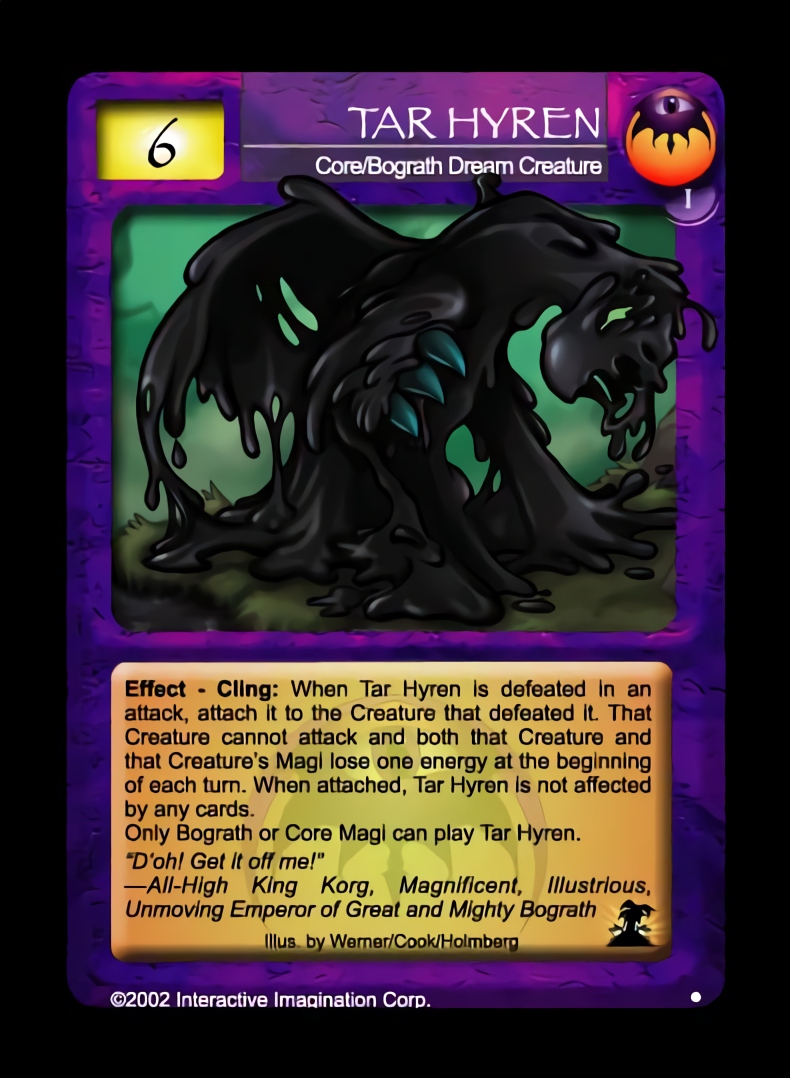 6
TAR HYREN
Core/Bograth Dream Creature
I
Effect - Cling: When Tar Hyren is defeated in an
attack, attach it to the Creature that defeated it. That
Creature cannot attack and both that Creature and
that Creature's Magi lose one energy at the beginning
of each turn. When attached, Tar Hyren is not affected
by any cards.
Only Bograth or Core Magi can play Tar Hyren.
"D'oh! Get it off me!"
—All-High King Korg, Magnificent, Illustrious,
Unmoving Emperor of Great and Mighty Bograth
Illus. by Werner/Cook/Holmberg
©2002 Interactive Imagination Corp.